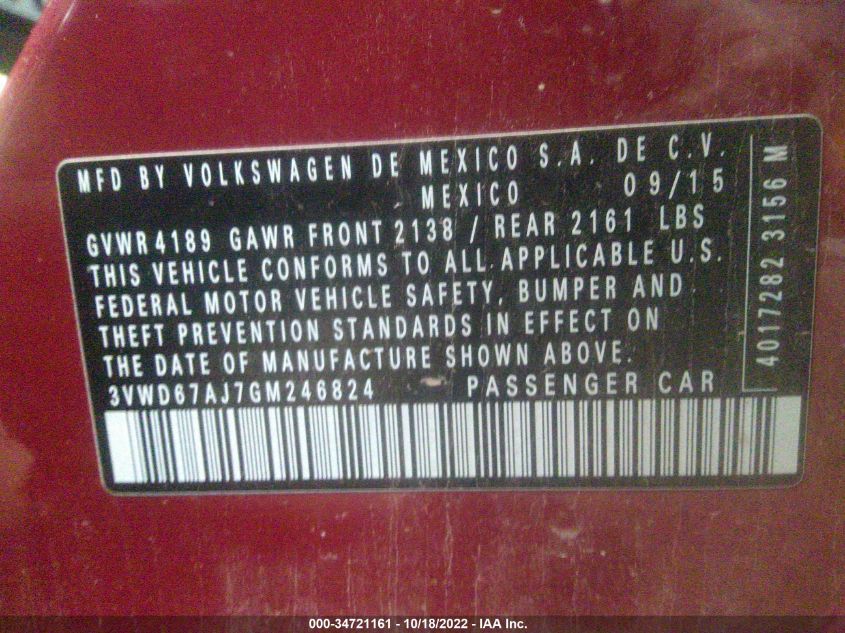 MFD BY VOLKSWAGEN DE MEXICO S.A. DE C.V.
MEXICO 09/15
GVWR 4189 GAWR FRONT 2138 / REAR 2161 LBS
THIS VEHICLE CONFORMS TO ALL APPLICABLE U.S.
FEDERAL MOTOR VEHICLE SAFETY, BUMPER AND
THEFT PREVENTION STANDARDS IN EFFECT ON
THE DATE OF MANUFACTURE SHOWN ABOVE.
3VWD67AJ7GM246824 PASSENGER CAR
4017282 3156 M
000-34721161 - 10/18/2022 - IAA Inc.